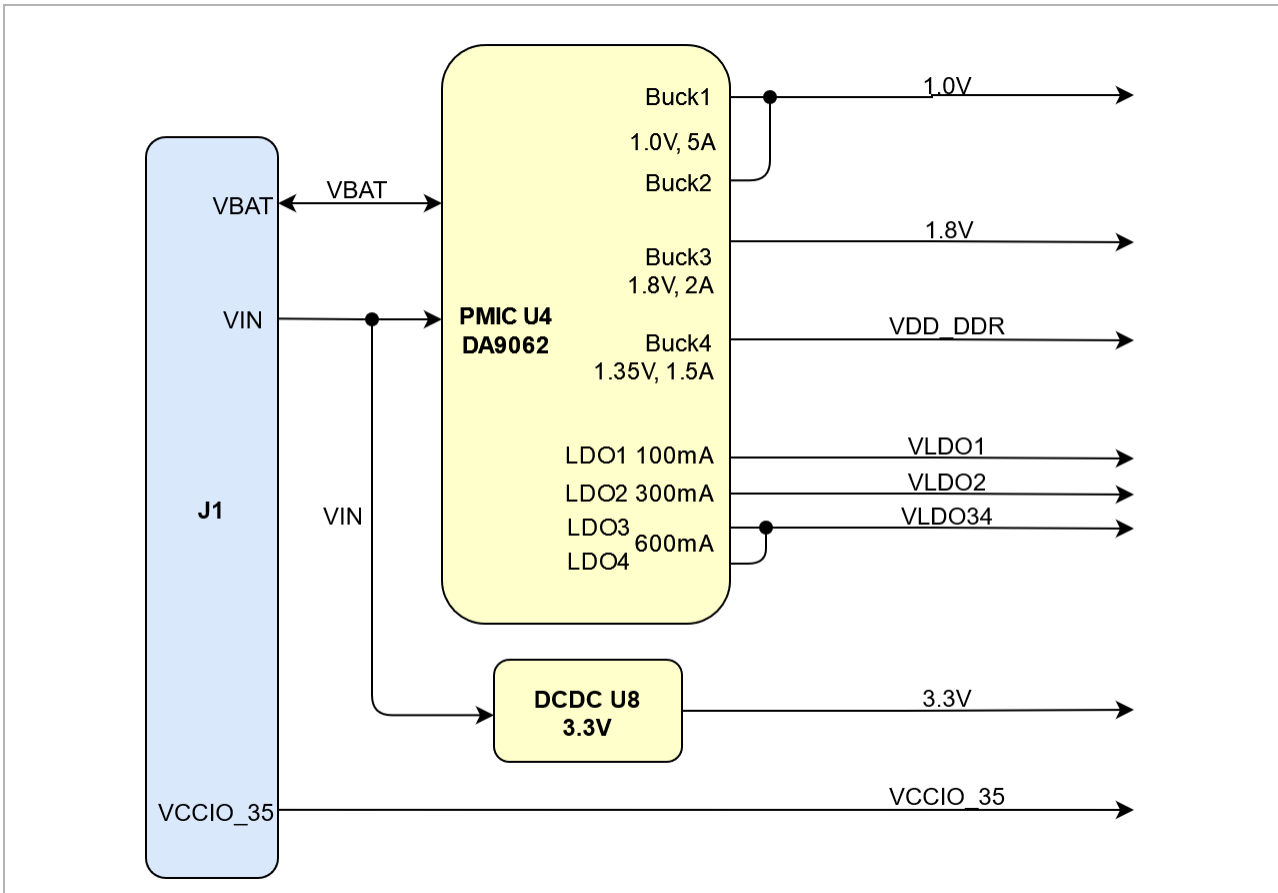 Buck1
1.0V
1.0V, 5A
Buck2
VBAT
VBAT
1.8V
Buck3
1.8V, 2A
VIN
PMIC U4
DA9062
VDD_DDR
Buck4
1.35V, 1.5A
LDO1 100mA
VLDO1
LDO2 300mA
VLDO2
J1
VIN
LDO3
600mA
LDO4
VLDO34
DCDC U8
3.3V
3.3V
VCCIO_35
VCCIO_35